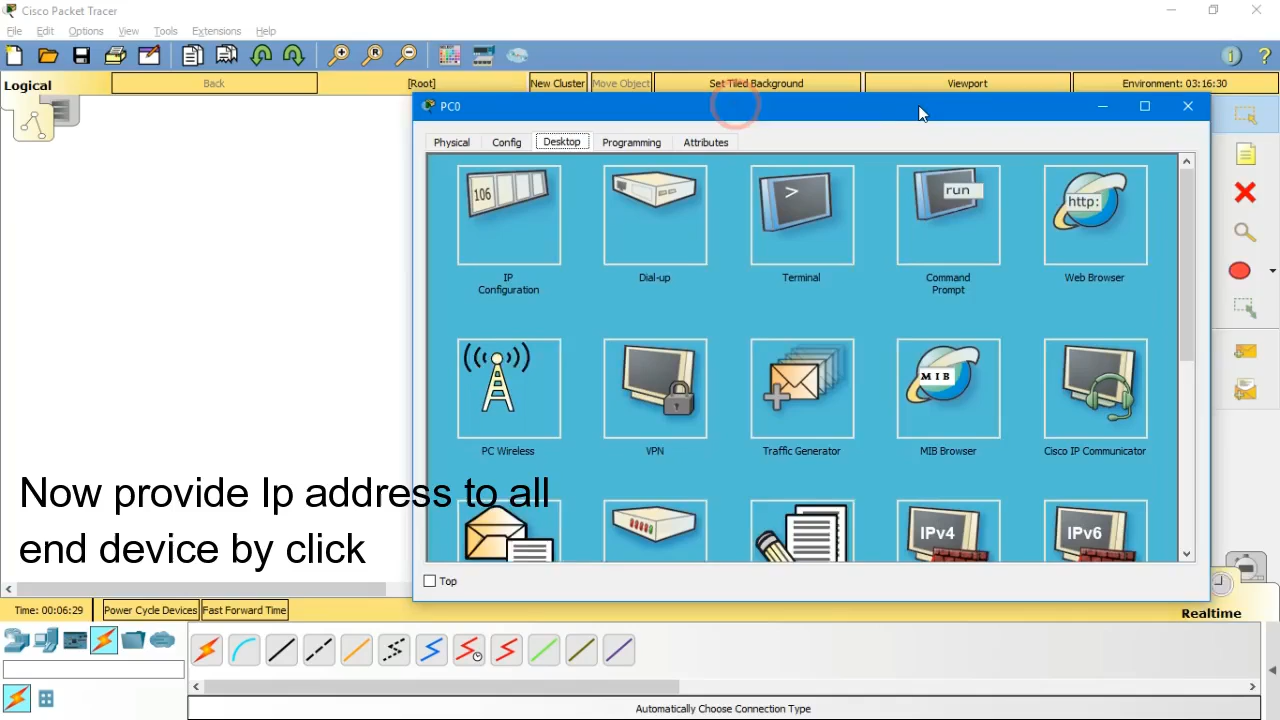 Cisco Packet Tracer
File Edit Options View Tools Extensions Help
Logical
Back
[Root]
New Cluster
Move Object
Set Tiled Background
Viewport
Environment: 03:16:30
PC0
Physical Config Desktop Programming Attributes
106
>
run
http:
IP
Configuration
Dial-up
Terminal
Command
Prompt
Web Browser
MIB
PC Wireless
VPN
Traffic Generator
MIB Browser
Cisco IP Communicator
IPv4
IPv6
Now provide Ip address to all
end device by click
Top
Time: 00:06:29
Power Cycle Devices
Fast Forward Time
Realtime
Automatically Choose Connection Type